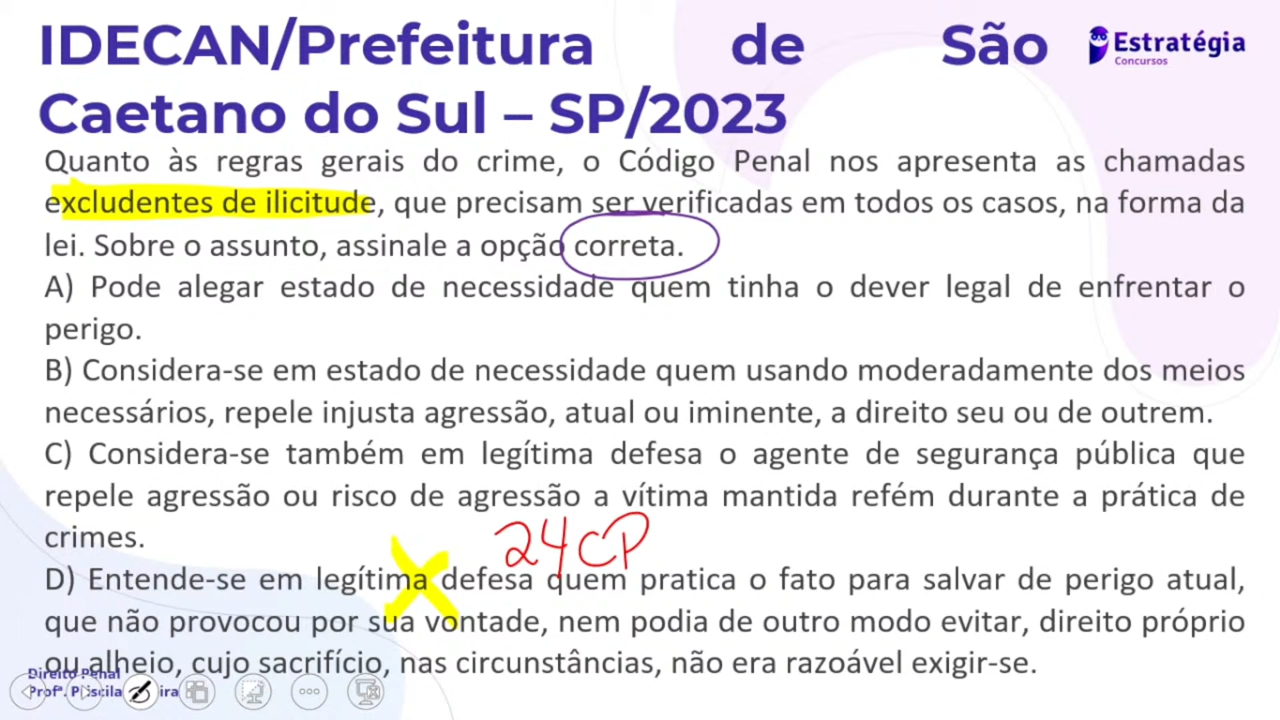 IDECAN/Prefeitura de São
Estratégia
Concursos
Caetano do Sul – SP/2023
Quanto às regras gerais do crime, o Código Penal nos apresenta as chamadas
excludentes de ilicitude, que precisam ser verificadas em todos os casos, na forma da
lei. Sobre o assunto, assinale a opção correta.
A) Pode alegar estado de necessidade quem tinha o dever legal de enfrentar o
perigo.
B) Considera-se em estado de necessidade quem usando moderadamente dos meios
necessários, repele injusta agressão, atual ou iminente, a direito seu ou de outrem.
C) Considera-se também em legítima defesa o agente de segurança pública que
repele agressão ou risco de agressão a vítima mantida refém durante a prática de
crimes.
24 CP
D) Entende-se em legítima defesa quem pratica o fato para salvar de perigo atual,
que não provocou por sua vontade, nem podia de outro modo evitar, direito próprio
ou alheio, cujo sacrifício, nas circunstâncias, não era razoável exigir-se.
Direito Penal
Profª. Priscila